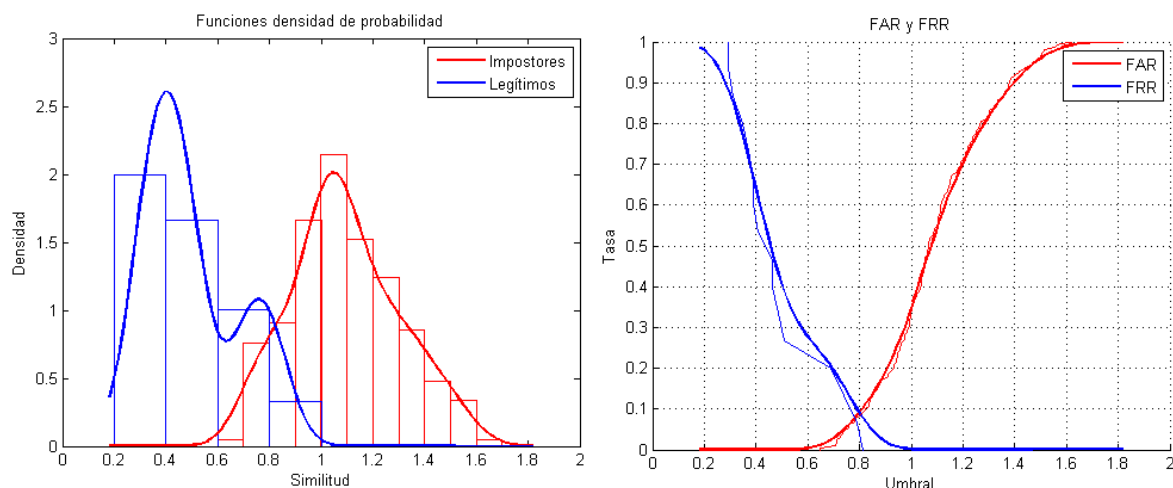 Funciones densidad de probabilidad
3
2.5
2
1.5
1
0.5
0
Densidad
Impostores
Legítimos
0 0.2 0.4 0.6 0.8 1 1.2 1.4 1.6 1.8 2
Similitud
FAR y FRR
1
0.9
0.8
0.7
0.6
0.5
0.4
0.3
0.2
0.1
0
Tasa
FAR
FRR
0 0.2 0.4 0.6 0.8 1 1.2 1.4 1.6 1.8 2
Umbral